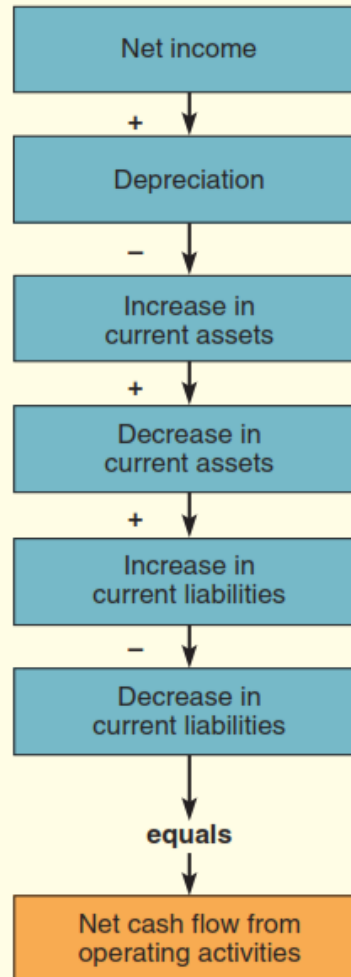 Net income
+
Depreciation
–
Increase in
current assets
+
Decrease in
current assets
+
Increase in
current liabilities
–
Decrease in
current liabilities
equals
Net cash flow from
operating activities